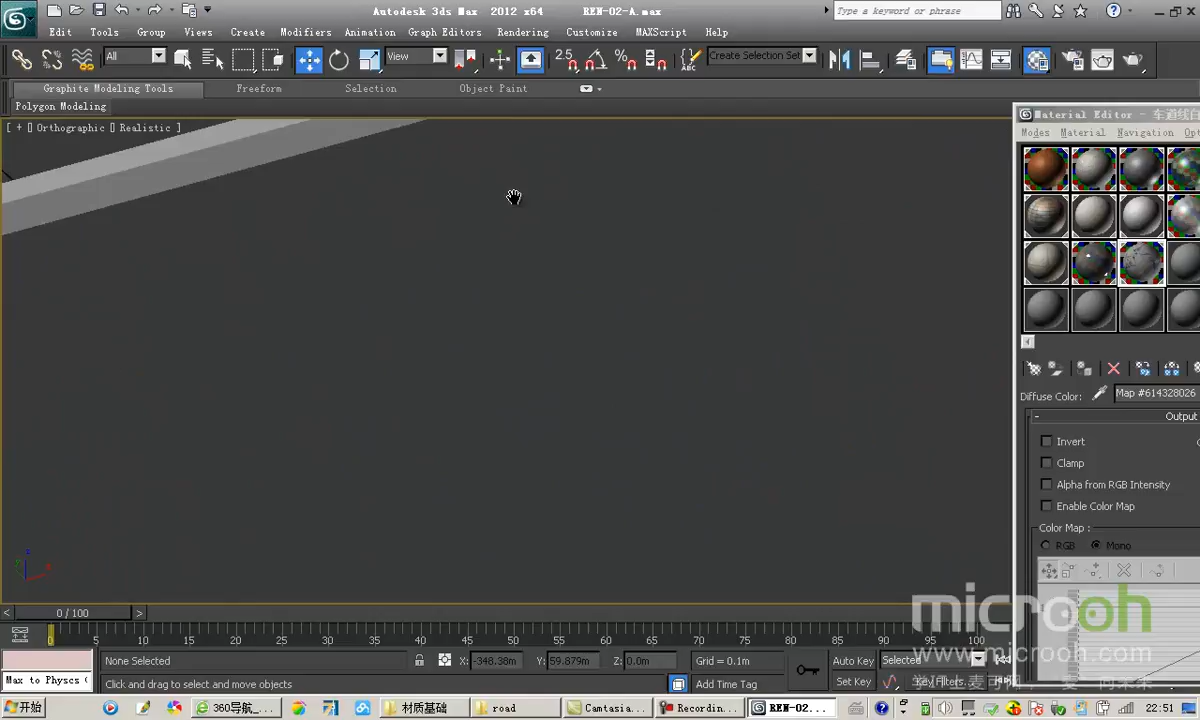 Autodesk 3ds Max 2012 x64 REN-02-A.max
Type a keyword or phrase
Edit Tools Group Views Create Modifiers Animation Graph Editors Rendering Customize MAXScript Help
All View 2.5 Create Selection Set
Graphite Modeling Tools Freeform Selection Object Paint
Polygon Modeling
[ + [] Orthographic [] Realistic ]
Material Editor - 车道线白
Modes Material Navigation Opt
Diffuse Color: Map #614328026
Output
Invert
Clamp
Alpha from RGB Intensity
Enable Color Map
Color Map :
RGB Mono
microoh
www.microoh.com
0 / 100
0 5 10 15 20 25 30 35 40 45 50 55 60 65 70 75 80 85 90 95 100
None Selected X: -348.38m Y: 59.879m Z: 0.0m Grid = 0.1m Auto Key Selected
Max to Physcs ( Click and drag to select and move objects Add Time Tag Set Key Key Filters...
开始 360导航_... 材质基础 road Camtasia... Recordin... REN-02... 22:51